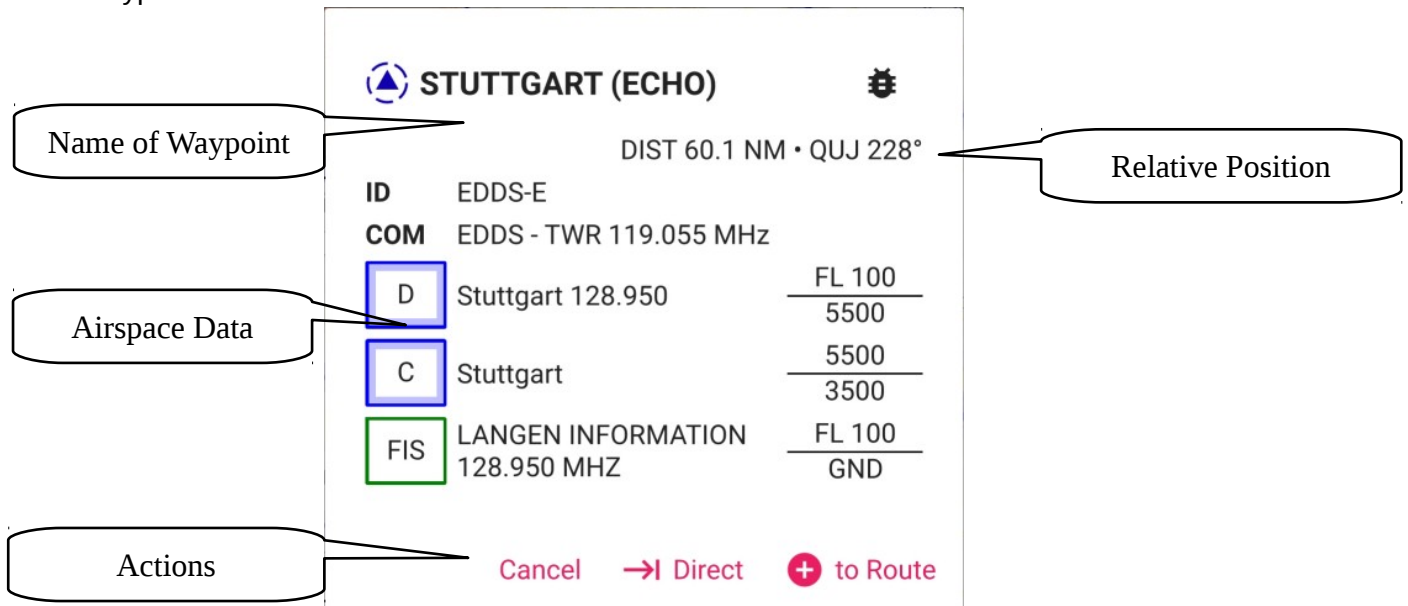 STUTTGART (ECHO)
Name of Waypoint
DIST 60.1 NM • QUJ 228°
Relative Position
ID EDDS-E
COM EDDS - TWR 119.055 MHz
Airspace Data
D Stuttgart 128.950 FL 100
5500
C Stuttgart 5500
3500
FIS LANGEN INFORMATION FL 100
128.950 MHZ GND
Actions
Cancel Direct to Route